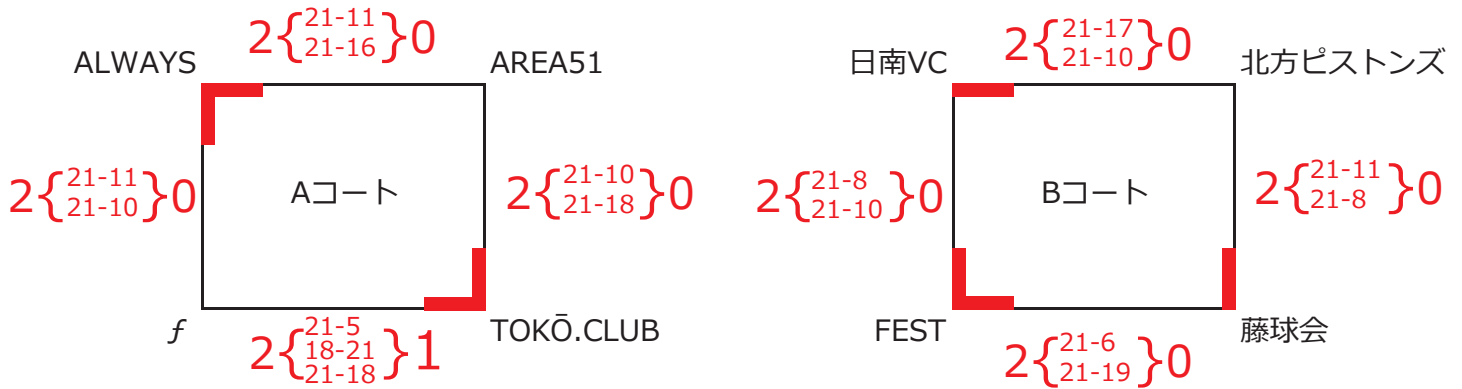 2{21-11 21-16}0
ALWAYS
AREA51
2{21-11 21-10}0
Aコート
2{21-10 21-18}0
ƒ
2{21-5 18-21 21-18}1
TOKŌ.CLUB
2{21-17 21-10}0
日南VC
北方ピストンズ
2{21-8 21-10}0
Bコート
2{21-11 21-8}0
FEST
2{21-6 21-19}0
藤球会